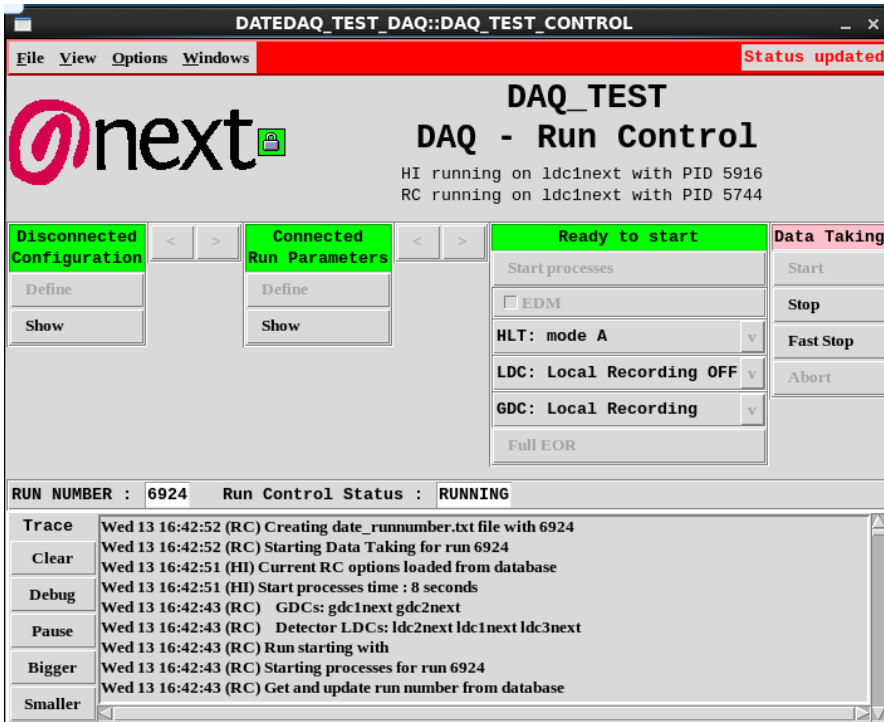 DATEDAQ_TEST_DAQ::DAQ_TEST_CONTROL
File View Options Windows
Status updated
next
DAQ_TEST
DAQ - Run Control
HI running on ldc1next with PID 5916
RC running on ldc1next with PID 5744
Disconnected
Configuration
Define
Show
< >
Connected
Run Parameters
Define
Show
< >
Ready to start
Start processes
EDM
HLT: mode A v
LDC: Local Recording OFF v
GDC: Local Recording v
Full EOR
Data Taking
Start
Stop
Fast Stop
Abort
RUN NUMBER : 6924 Run Control Status : RUNNING
Trace
Clear
Debug
Pause
Bigger
Smaller
Wed 13 16:42:52 (RC) Creating date_runnumber.txt file with 6924
Wed 13 16:42:52 (RC) Starting Data Taking for run 6924
Wed 13 16:42:51 (HI) Current RC options loaded from database
Wed 13 16:42:51 (HI) Start processes time : 8 seconds
Wed 13 16:42:43 (RC) GDCs: gdc1next gdc2next
Wed 13 16:42:43 (RC) Detector LDCs: ldc2next ldc1next ldc3next
Wed 13 16:42:43 (RC) Run starting with
Wed 13 16:42:43 (RC) Starting processes for run 6924
Wed 13 16:42:43 (RC) Get and update run number from database